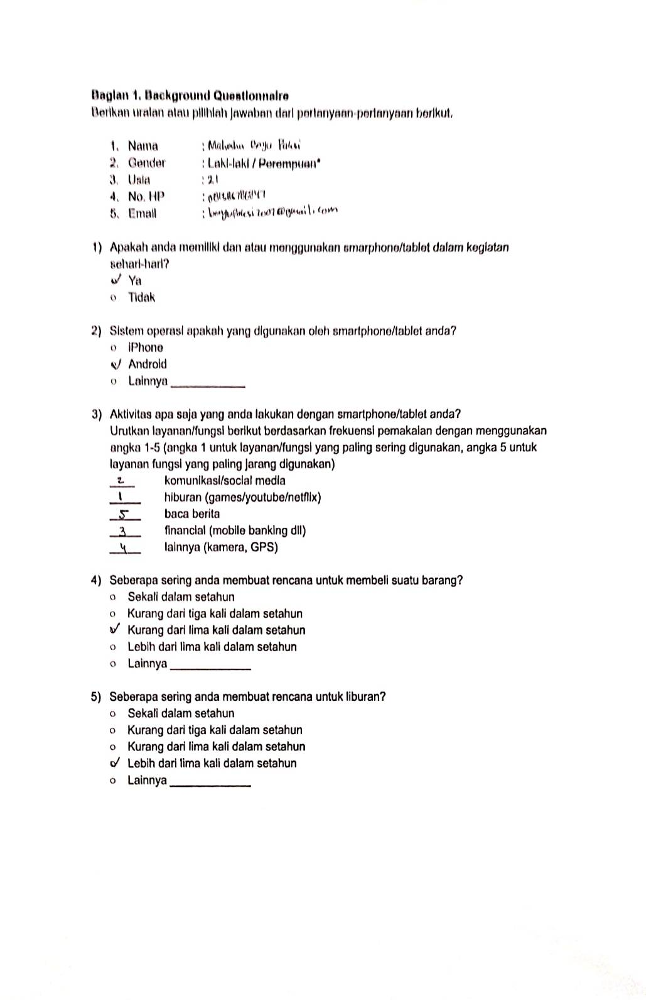 Bagian 1. Background Questionnaire
Berikan uraian atau pilihlah jawaban dari pertanyaan-pertanyaan berikut.
1. Nama : Bayu
2. Gender : Laki-laki / Perempuan*
3. Usia : 21
4. No. HP :
5. Email :
1) Apakah anda memiliki dan atau menggunakan smarphone/tablet dalam kegiatan
sehari-hari?
✓ Ya
o Tidak
2) Sistem operasi apakah yang digunakan oleh smartphone/tablet anda?
o iPhone
✓ Android
o Lainnya
3) Aktivitas apa saja yang anda lakukan dengan smartphone/tablet anda?
Urutkan layanan/fungsi berikut berdasarkan frekuensi pemakaian dengan menggunakan
angka 1-5 (angka 1 untuk layanan/fungsi yang paling sering digunakan, angka 5 untuk
layanan fungsi yang paling jarang digunakan)
2 komunikasi/social media
1 hiburan (games/youtube/netflix)
5 baca berita
3 financial (mobile banking dll)
4 lainnya (kamera, GPS)
4) Seberapa sering anda membuat rencana untuk membeli suatu barang?
o Sekali dalam setahun
o Kurang dari tiga kali dalam setahun
✓ Kurang dari lima kali dalam setahun
o Lebih dari lima kali dalam setahun
o Lainnya
5) Seberapa sering anda membuat rencana untuk liburan?
o Sekali dalam setahun
o Kurang dari tiga kali dalam setahun
o Kurang dari lima kali dalam setahun
✓ Lebih dari lima kali dalam setahun
o Lainnya